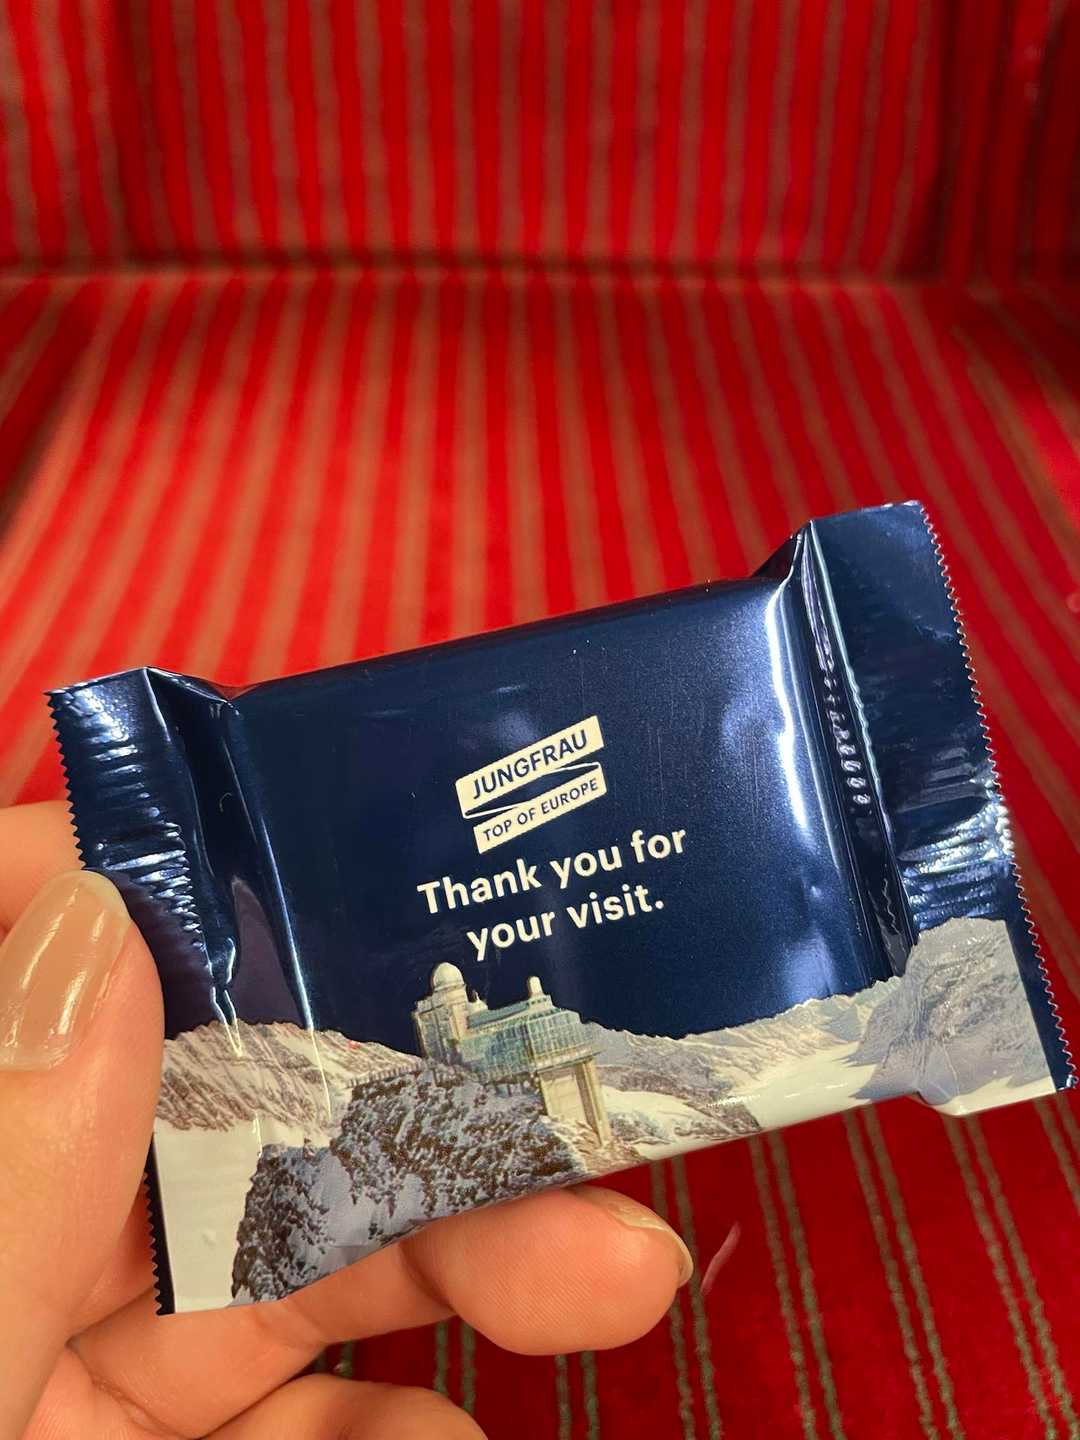 JUNGFRAU
TOP OF EUROPE
Thank you for
your visit.